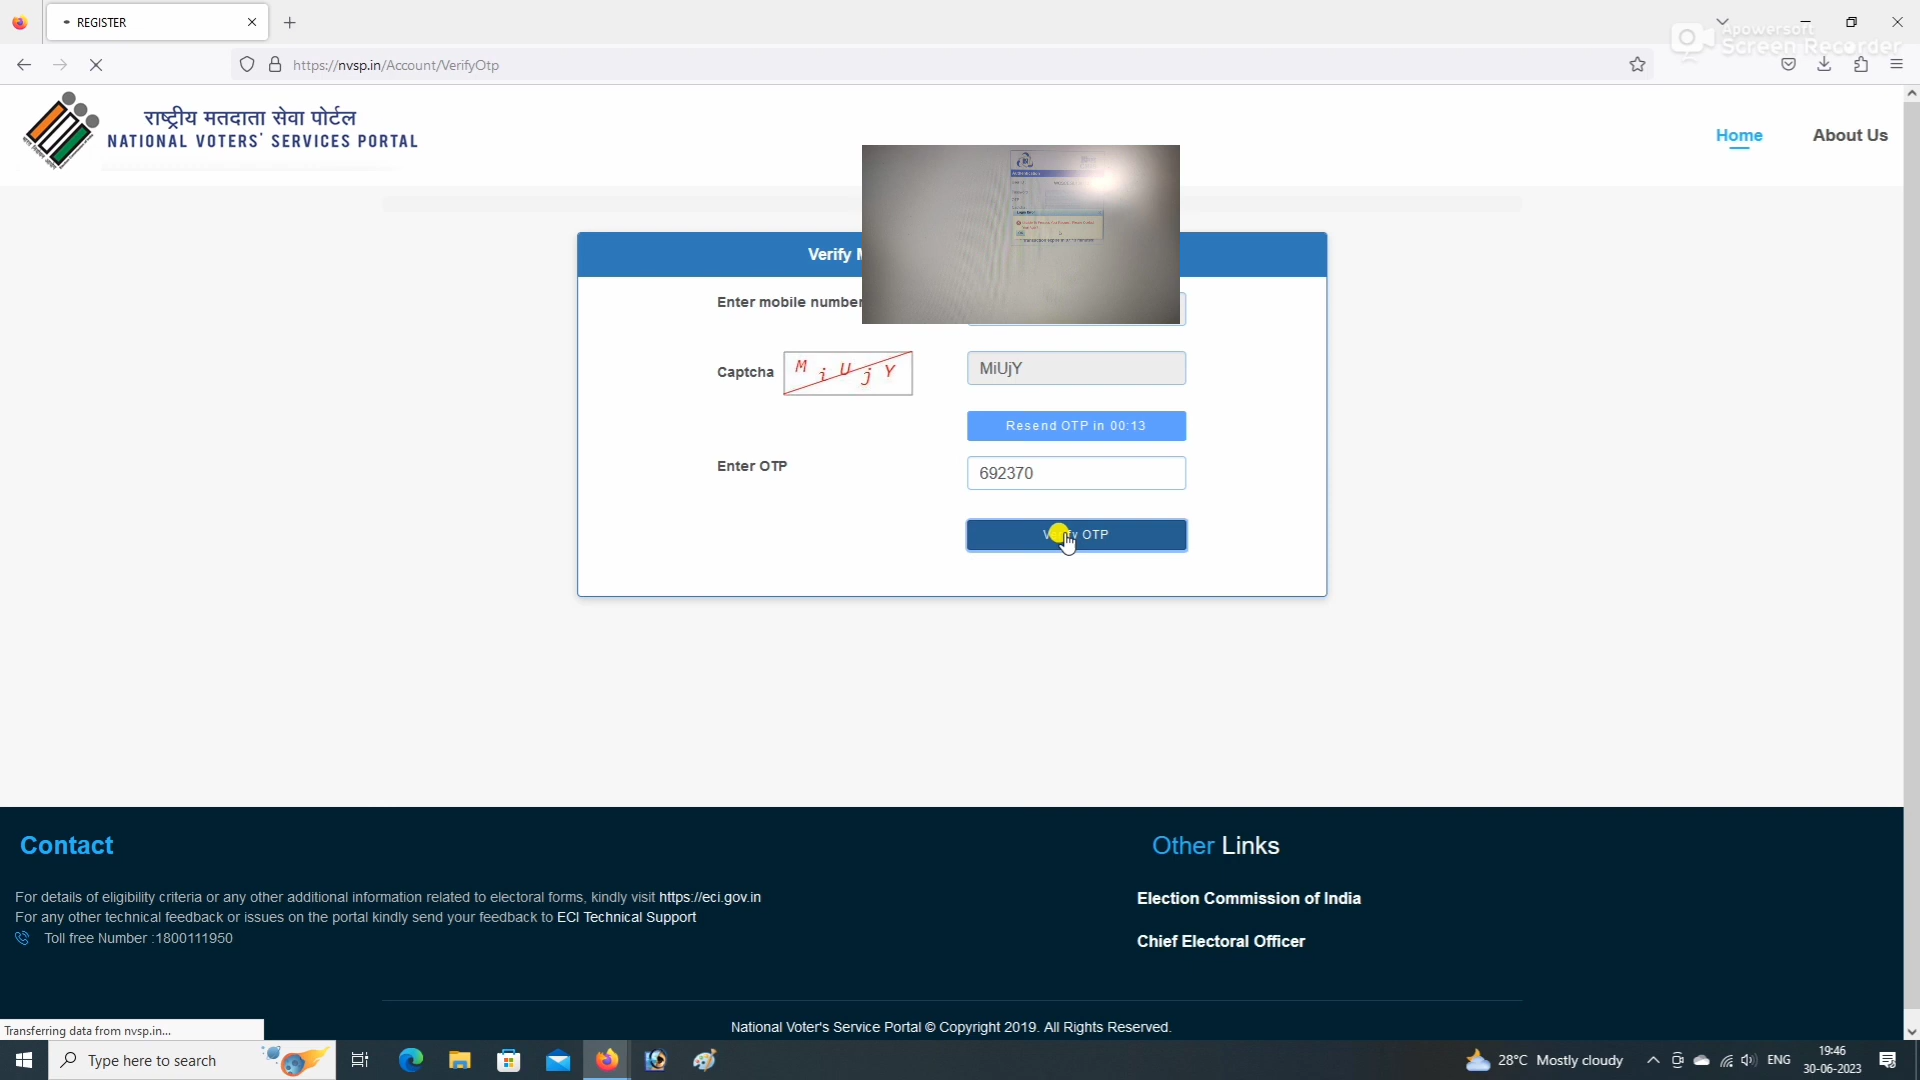 REGISTER
Apowersoft
Screen Recorder
https://nvsp.in/Account/VerifyOtp
राष्ट्रीय मतदाता सेवा पोर्टल
NATIONAL VOTERS' SERVICES PORTAL
Home
About Us
Verify
Enter mobile number
Captcha
M i U j Y
MiUjY
Resend OTP in 00:13
Enter OTP
692370
OTP
Contact
Other Links
For details of eligibility criteria or any other additional information related to electoral forms, kindly visit https://eci.gov.in
For any other technical feedback or issues on the portal kindly send your feedback to ECI Technical Support
Toll free Number :1800111950
Election Commission of India
Chief Electoral Officer
National Voter's Service Portal © Copyright 2019. All Rights Reserved.
Transferring data from nvsp.in...
Type here to search
28°C Mostly cloudy
ENG
19:46
30-06-2023